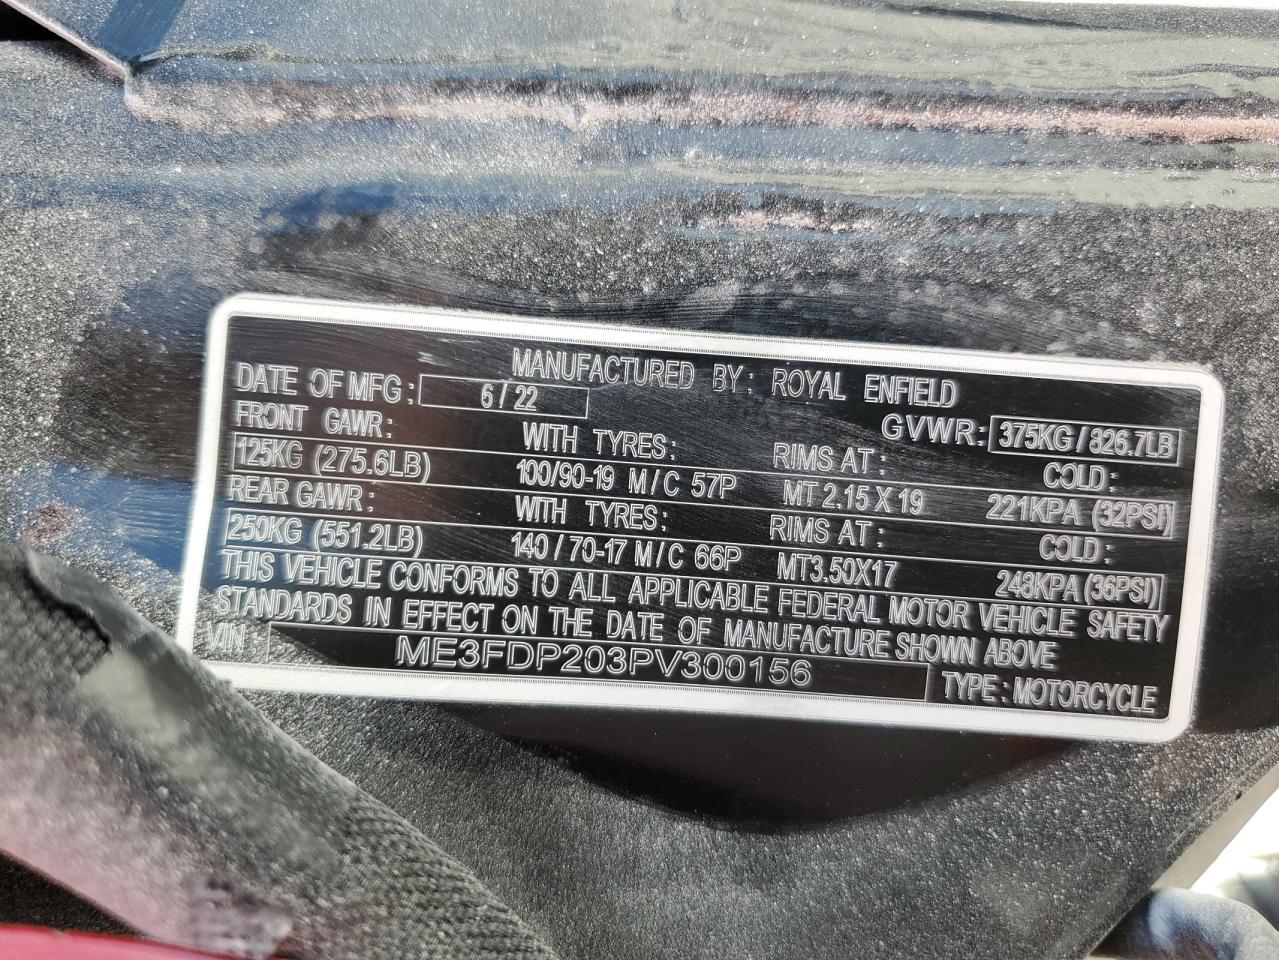 MANUFACTURED BY: ROYAL ENFIELD
DATE OF MFG: 6/22
GVWR: 375KG/826.7LB
FRONT GAWR: WITH TYRES: RIMS AT: COLD:
125KG (275.6LB) 100/90-19 M/C 57P MT 2.15 X 19 221KPA (32PSI)
REAR GAWR: WITH TYRES: RIMS AT: COLD:
250KG (551.2LB) 140/70-17 M/C 66P MT3.50X17 248KPA (36PSI)
THIS VEHICLE CONFORMS TO ALL APPLICABLE FEDERAL MOTOR VEHICLE SAFETY
STANDARDS IN EFFECT ON THE DATE OF MANUFACTURE SHOWN ABOVE
VIN: ME3FDP203PV300156 TYPE: MOTORCYCLE